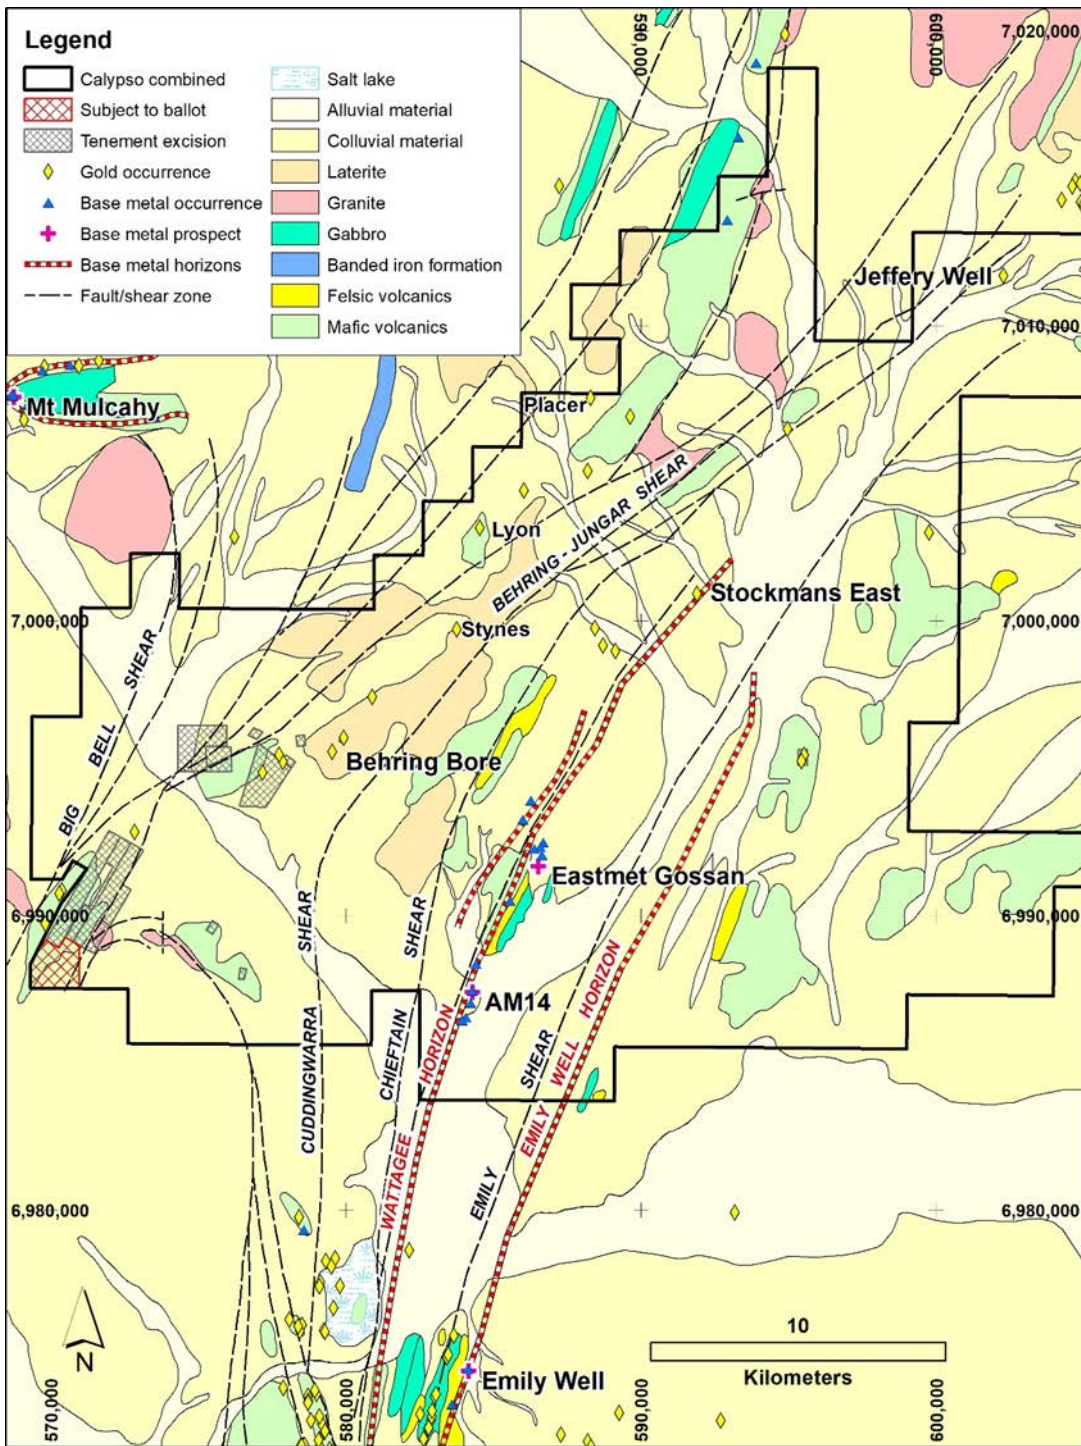 Legend
Calypso combined
Subject to ballot
Tenement excision
Gold occurrence
Base metal occurrence
Base metal prospect
Base metal horizons
Fault/shear zone
Salt lake
Alluvial material
Colluvial material
Laterite
Granite
Gabbro
Banded iron formation
Felsic volcanics
Mafic volcanics
590,000
600,000
7,020,000
Jeffery Well
7,010,000
Mt Mulcahy
Placer
Lyon
BEHRING - JUNGAR SHEAR
Stockmans East
7,000,000
Stynes
7,000,000
BIG BELL SHEAR
Behring Bore
Eastmet Gossan
6,990,000
6,990,000
CUDDINGWARRA SHEAR
CHIEFTAIN SHEAR
WATTAGEE HORIZON
AM14
EMILY SHEAR
EMILY WELL HORIZON
6,980,000
6,980,000
N
10
Kilometers
Emily Well
570,000
580,000
590,000
600,000